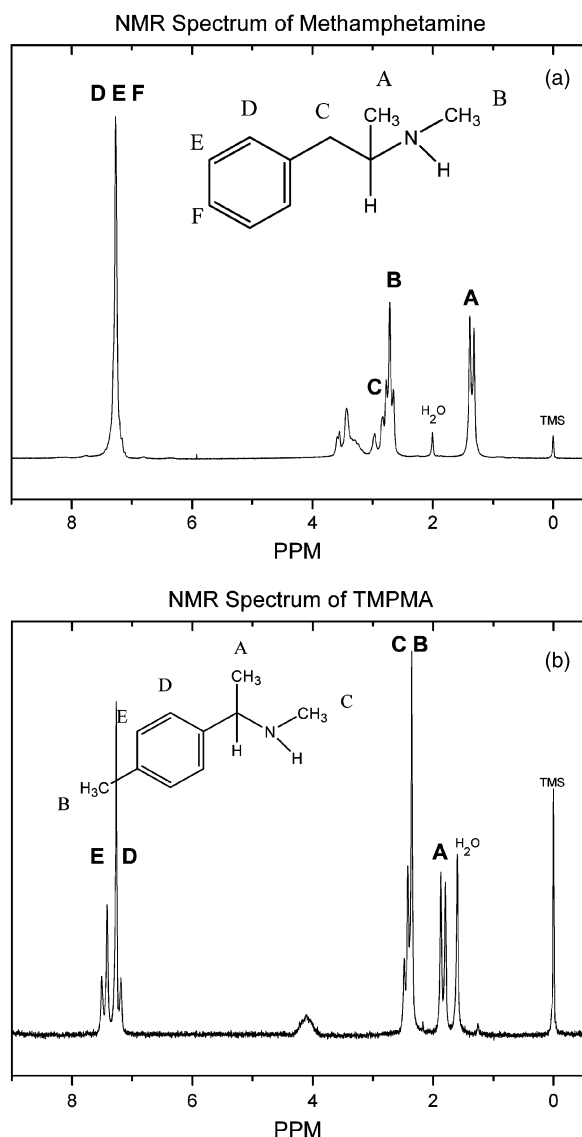 NMR Spectrum of Methamphetamine
(a)
D E F
A
D C CH₃ B
CH₃
E N
H
F
H
B
A
C
H₂O
TMS
8 6 4 2 0
PPM
NMR Spectrum of TMPMA
C B
(b)
A
CH₃
D
CH₃ C
E N
H H
H₃C
B
TMS
E D
A H₂O
8 6 4 2 0
PPM